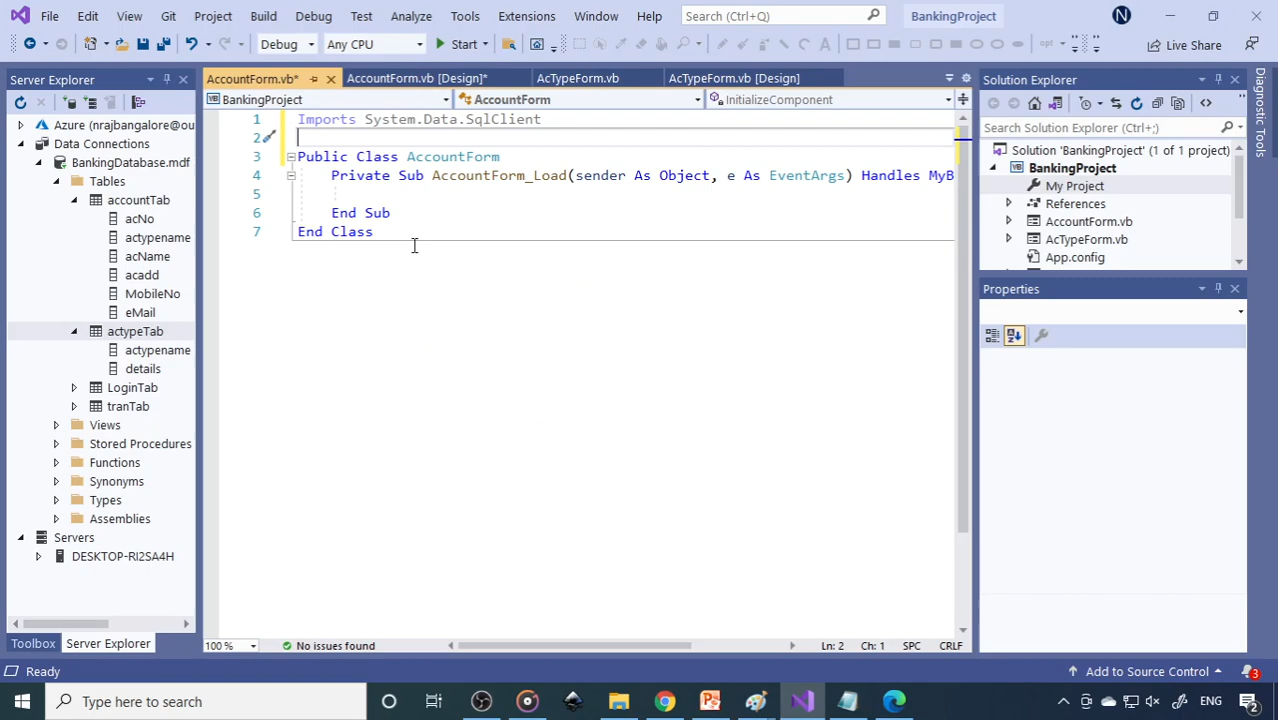 File Edit View Git Project Build Debug Test Analyze Tools Extensions Window Help Search (Ctrl+Q) BankingProject N
Debug Any CPU Start opt Live Share
Server Explorer
Azure (nrajbangalore@ou
Data Connections
BankingDatabase.mdf
Tables
accountTab
acNo
actypename
acName
acadd
MobileNo
eMail
actypeTab
actypename
details
LoginTab
tranTab
Views
Stored Procedures
Functions
Synonyms
Types
Assemblies
Servers
DESKTOP-RI2SA4H
Toolbox Server Explorer
AccountForm.vb* AccountForm.vb [Design]* AcTypeForm.vb AcTypeForm.vb [Design]
BankingProject AccountForm InitializeComponent
1 Imports System.Data.SqlClient
2
3 Public Class AccountForm
4 Private Sub AccountForm_Load(sender As Object, e As EventArgs) Handles MyB
5
6 End Sub
7 End Class
100 % No issues found Ln: 2 Ch: 1 SPC CRLF
Solution Explorer
Search Solution Explorer (Ctrl+;)
Solution 'BankingProject' (1 of 1 project)
BankingProject
My Project
References
AccountForm.vb
AcTypeForm.vb
App.config
Properties
Diagnostic Tools
Ready Add to Source Control 3
Type here to search ENG 2